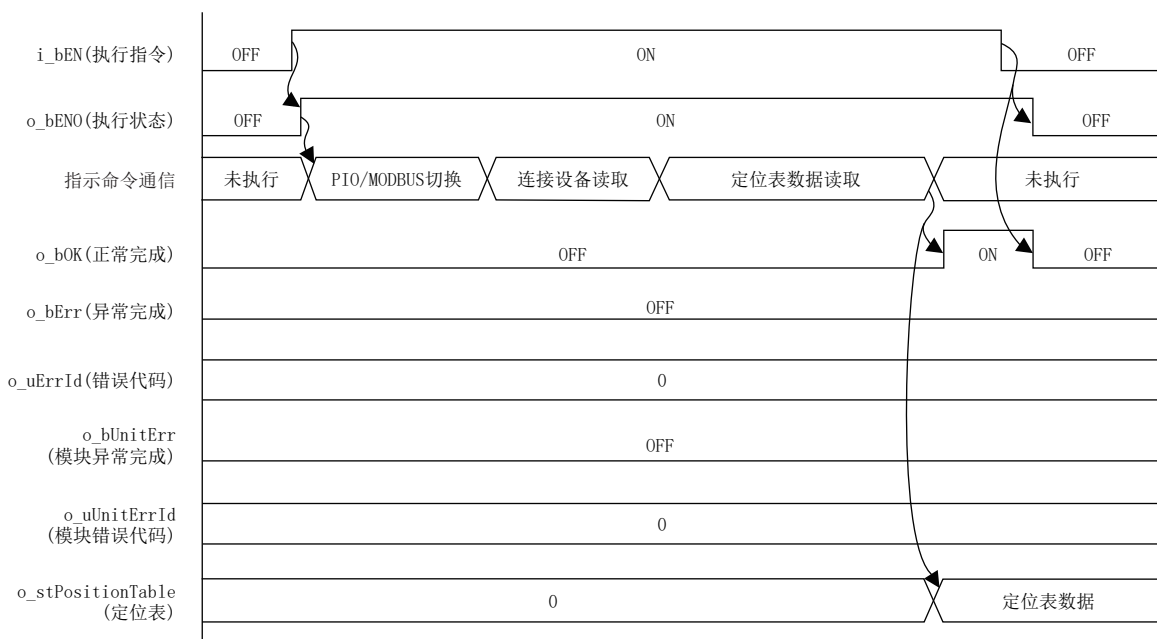 i_bEN(执行指令)
OFF
ON
OFF
o_bENO(执行状态)
OFF
ON
OFF
指示命令通信
未执行
PIO/MODBUS切换
连接设备读取
定位表数据读取
未执行
o_bOK(正常完成)
OFF
ON
OFF
o_bErr(异常完成)
OFF
o_uErrId(错误代码)
0
o_bUnitErr
(模块异常完成)
OFF
o_uUnitErrId
(模块错误代码)
0
o_stPositionTable
(定位表)
0
定位表数据